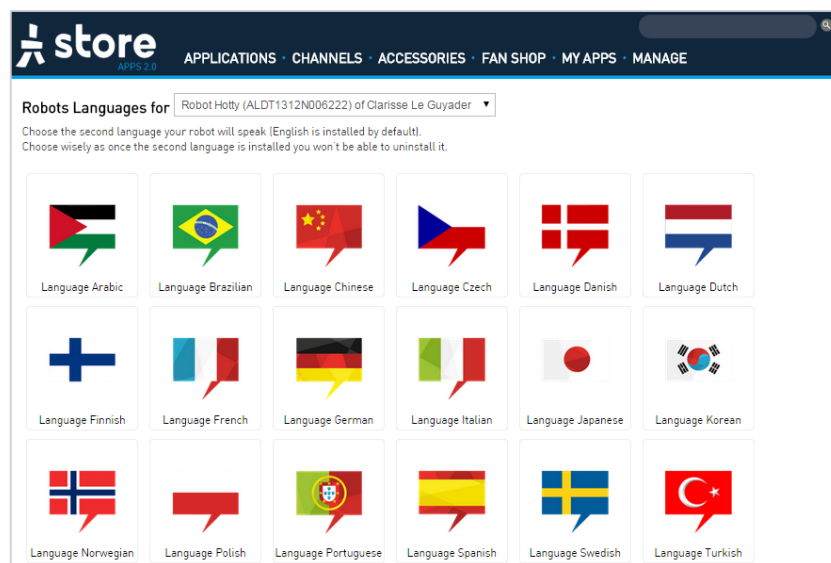 store
APPS 2.0
APPLICATIONS · CHANNELS · ACCESSORIES · FAN SHOP · MY APPS · MANAGE
Robots Languages for Robot Hotty (ALDT1312N006222) of Clarisse Le Guyader
Choose the second language your robot will speak (English is installed by default).
Choose wisely as once the second language is installed you won't be able to uninstall it.
Language Arabic
Language Brazilian
Language Chinese
Language Czech
Language Danish
Language Dutch
Language Finnish
Language French
Language German
Language Italian
Language Japanese
Language Korean
Language Norwegian
Language Polish
Language Portuguese
Language Spanish
Language Swedish
Language Turkish